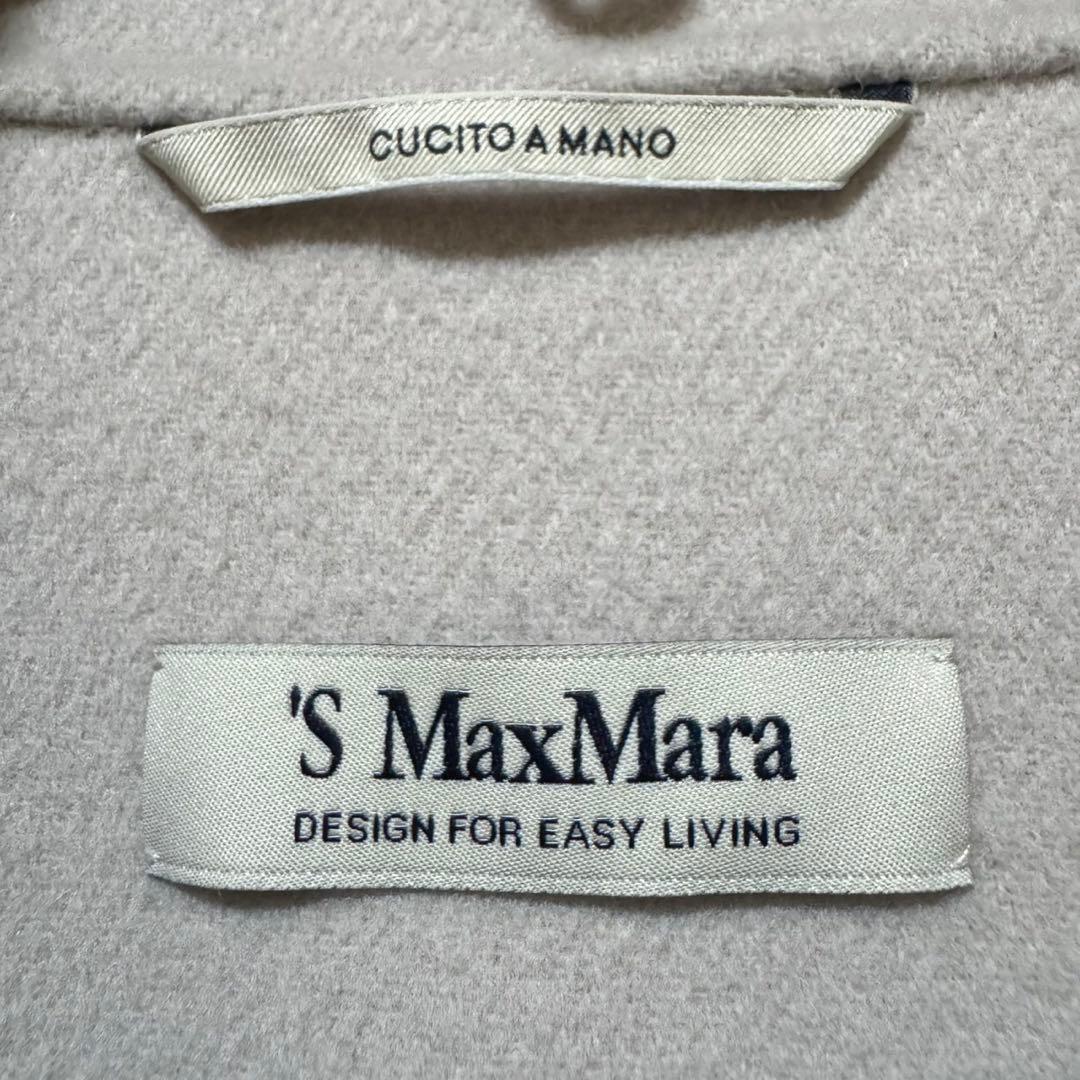 CUCITO A MANO
'S MaxMara
DESIGN FOR EASY LIVING